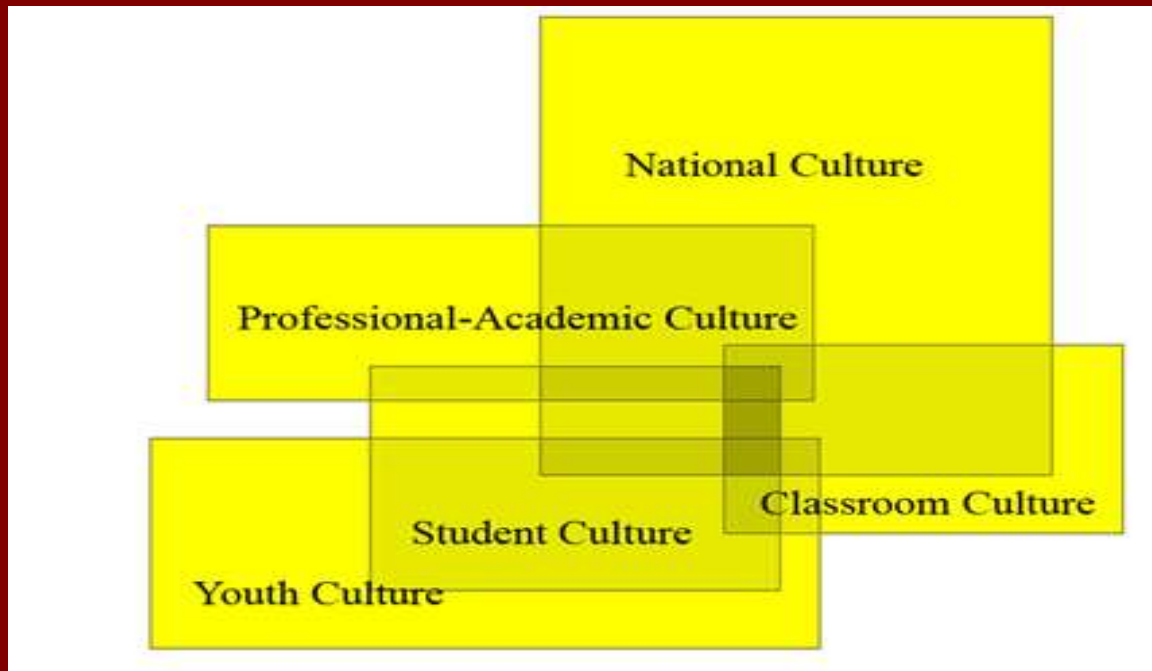 National Culture
Professional-Academic Culture
Classroom Culture
Student Culture
Youth Culture